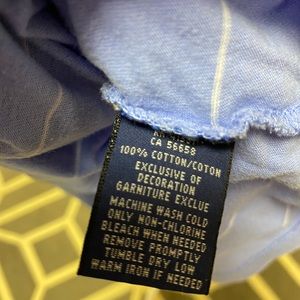 CA 56658
100% COTTON/COTON
EXCLUSIVE OF
DECORATION
GARNITURE EXCLUE
MACHINE WASH COLD
ONLY NON-CHLORINE
BLEACH WHEN NEEDED
REMOVE PROMPTLY
TUMBLE DRY LOW
WARM IRON IF NEEDED